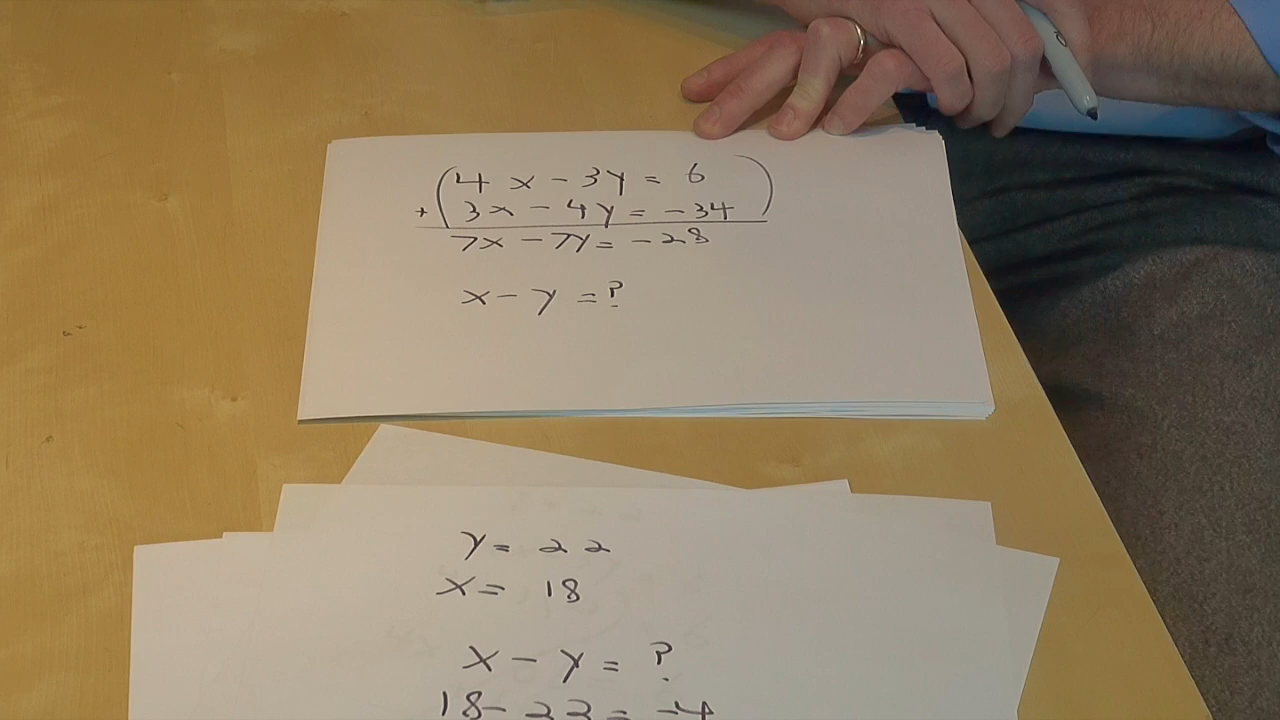 (4x - 3y = 6)
+ (3x - 4y = -34)
7x - 7y = -28
x - y = ?
y = 22
x = 18
x - y = ?
18 - 22 = -4